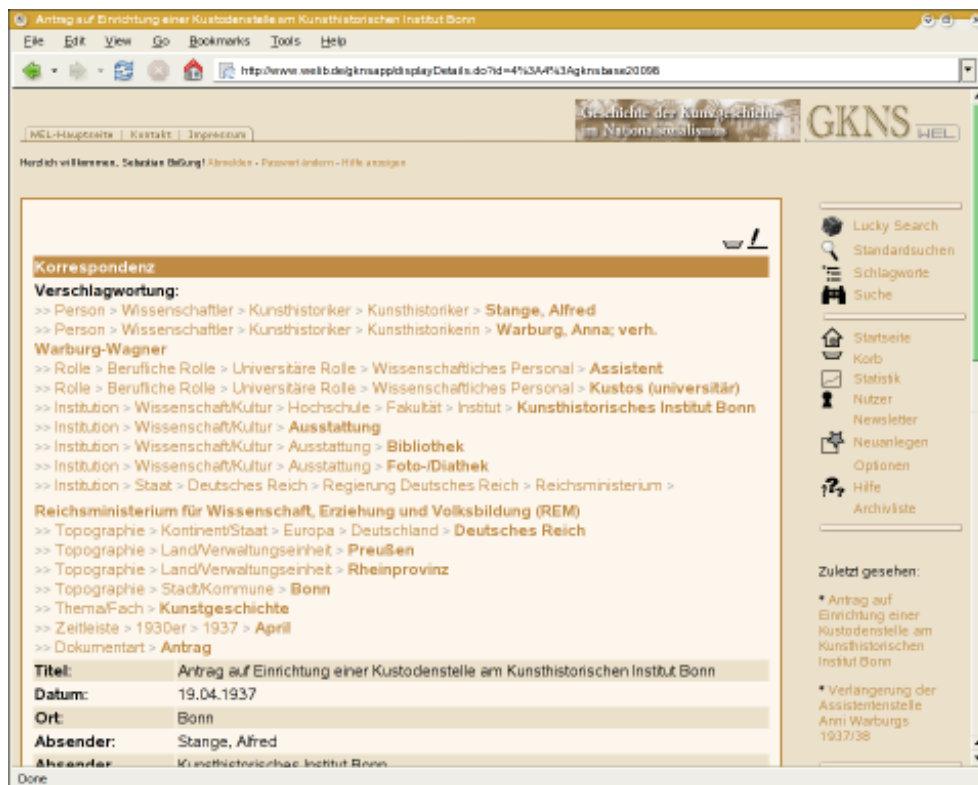 Antrag auf Einrichtung einer Kustodenstelle am Kunsthistorischen Institut Bonn
File Edit View Go Bookmarks Tools Help
http://www.welib.de/gknsapp/displayDetails.do?id=4%3A4%3Agknsbase20098
WEL-Hauptseite | Kontakt | Impressum
Geschichte der Kunstgeschichte
im Nationalsozialismus
GKNS WEL
Herzlich willkommen, Sebastian Beßung! Abmelden - Passwort ändern - Hilfe anzeigen
Korrespondenz
Verschlagwortung:
>> Person > Wissenschaftler > Kunsthistoriker > Kunsthistoriker > Stange, Alfred
>> Person > Wissenschaftler > Kunsthistoriker > Kunsthistorikerin > Warburg, Anna; verh.
Warburg-Wagner
>> Rolle > Berufliche Rolle > Universitäre Rolle > Wissenschaftliches Personal > Assistent
>> Rolle > Berufliche Rolle > Universitäre Rolle > Wissenschaftliches Personal > Kustos (universitär)
>> Institution > Wissenschaft/Kultur > Hochschule > Fakultät > Institut > Kunsthistorisches Institut Bonn
>> Institution > Wissenschaft/Kultur > Ausstattung
>> Institution > Wissenschaft/Kultur > Ausstattung > Bibliothek
>> Institution > Wissenschaft/Kultur > Ausstattung > Foto-/Diathek
>> Institution > Staat > Deutsches Reich > Regierung Deutsches Reich > Reichsministerium >
Reichsministerium für Wissenschaft, Erziehung und Volksbildung (REM)
>> Topographie > Kontinent/Staat > Europa > Deutschland > Deutsches Reich
>> Topographie > Land/Verwaltungseinheit > Preußen
>> Topographie > Land/Verwaltungseinheit > Rheinprovinz
>> Topographie > Stadt/Kommune > Bonn
>> Thema/Fach > Kunstgeschichte
>> Zeitleiste > 1930er > 1937 > April
>> Dokumentart > Antrag
Titel: Antrag auf Einrichtung einer Kustodenstelle am Kunsthistorischen Institut Bonn
Datum: 19.04.1937
Ort: Bonn
Absender: Stange, Alfred
Absender Kunsthistorisches Institut Bonn
Lucky Search
Standardsuchen
Schlagworte
Suche
Startseite
Korb
Statistik
Nutzer
Newsletter
Neuanlegen
Optionen
Hilfe
Archivliste
Zuletzt gesehen:
* Antrag auf
Einrichtung einer
Kustodenstelle am
Kunsthistorischen
Institut Bonn
* Verlängerung der
Assistentenstelle
Anni Warburgs
1937/38
Done